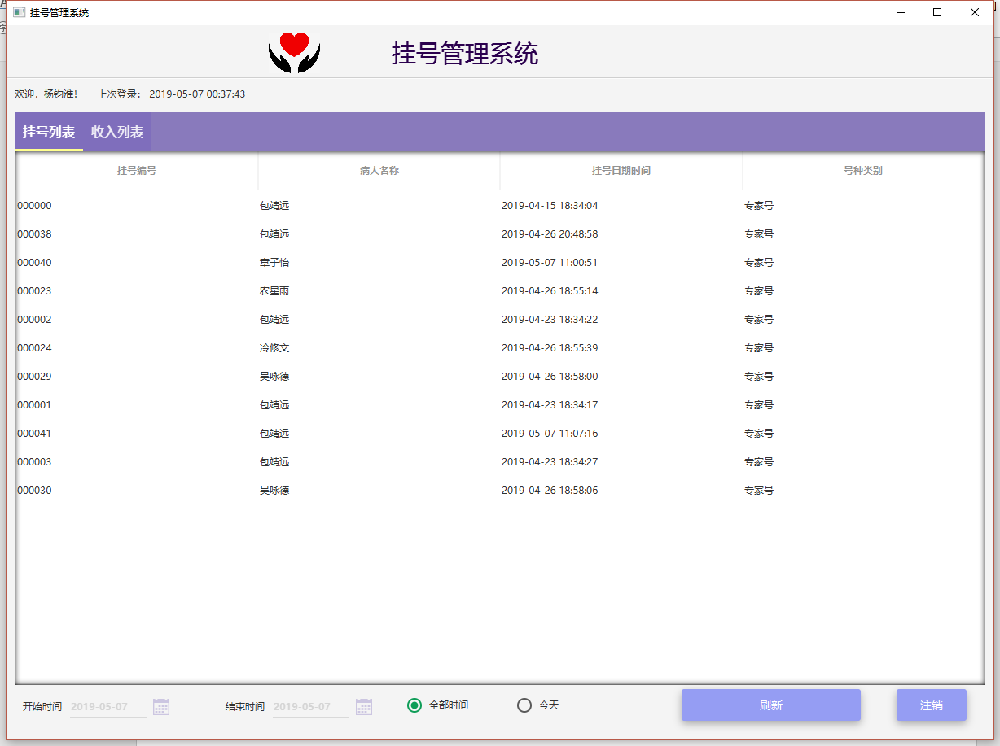 挂号管理系统
挂号管理系统
欢迎，杨钧淮！ 上次登录： 2019-05-07 00:37:43
挂号列表 收入列表
挂号编号 病人名称 挂号日期时间 号种类别
000000 包靖远 2019-04-15 18:34:04 专家号
000038 包靖远 2019-04-26 20:48:58 专家号
000040 章子怡 2019-05-07 11:00:51 专家号
000023 农星雨 2019-04-26 18:55:14 专家号
000002 包靖远 2019-04-23 18:34:22 专家号
000024 冷修文 2019-04-26 18:55:39 专家号
000029 吴咏德 2019-04-26 18:58:00 专家号
000001 包靖远 2019-04-23 18:34:17 专家号
000041 包靖远 2019-05-07 11:07:16 专家号
000003 包靖远 2019-04-23 18:34:27 专家号
000030 吴咏德 2019-04-26 18:58:06 专家号
开始时间 2019-05-07 结束时间 2019-05-07 全部时间 今天 刷新 注销